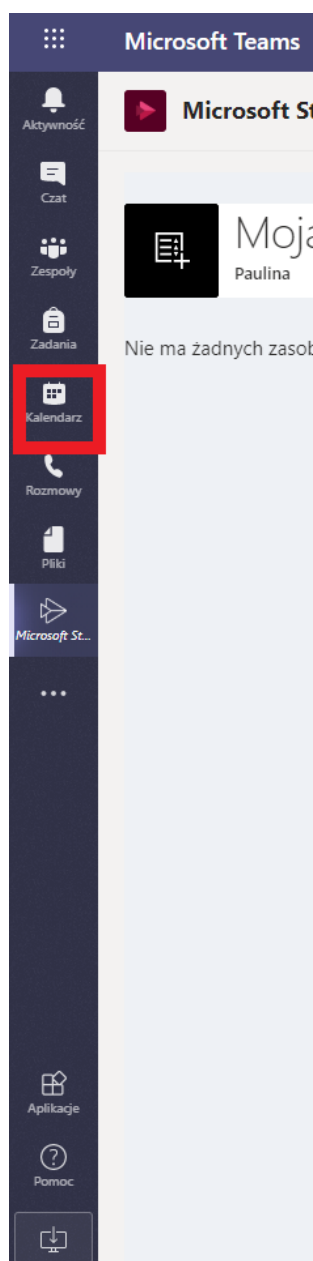 Microsoft Teams
Aktywność
Microsoft St
Czat
Moja
Paulina
Zespoły
Zadania
Nie ma żadnych zasob
Kalendarz
Rozmowy
Pliki
Microsoft St...
Aplikacje
Pomoc